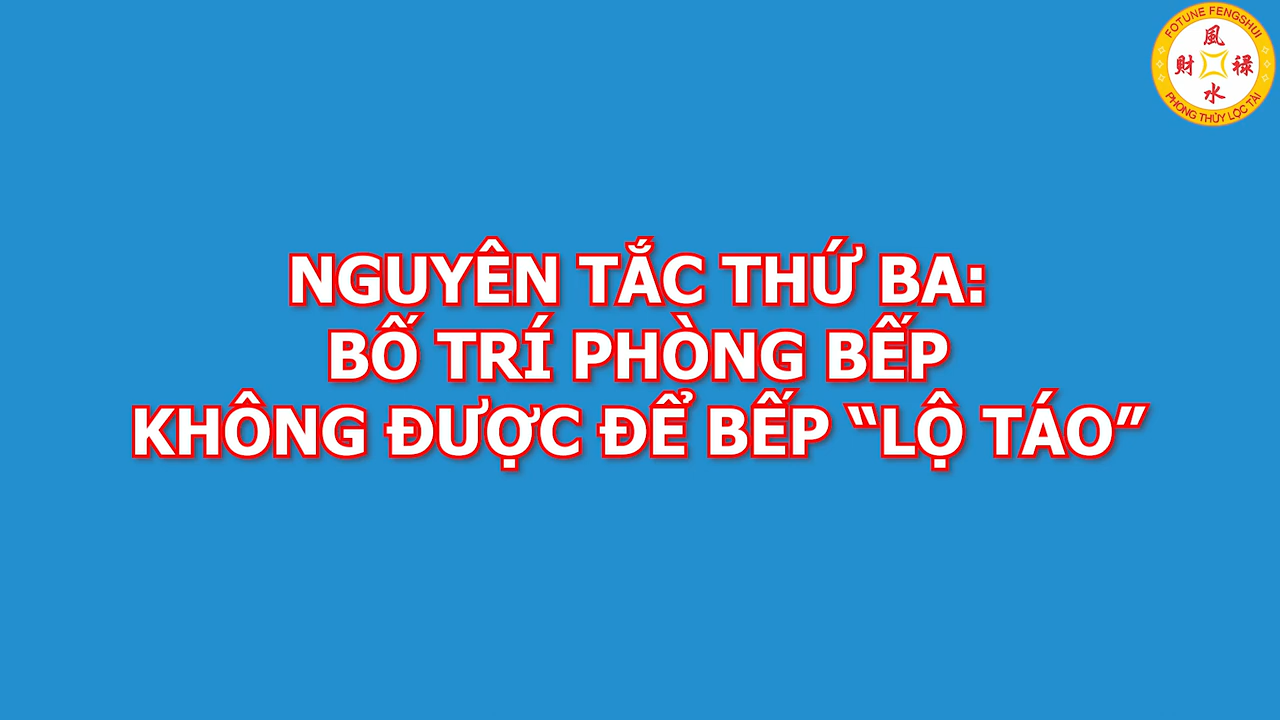 FOTUNE FENGSHUI
風
財 禄
水
PHONG THỦY LỘC TÀI
NGUYÊN TẮC THỨ BA:
BỐ TRÍ PHÒNG BẾP
KHÔNG ĐƯỢC ĐỂ BẾP “LỘ TÁO”